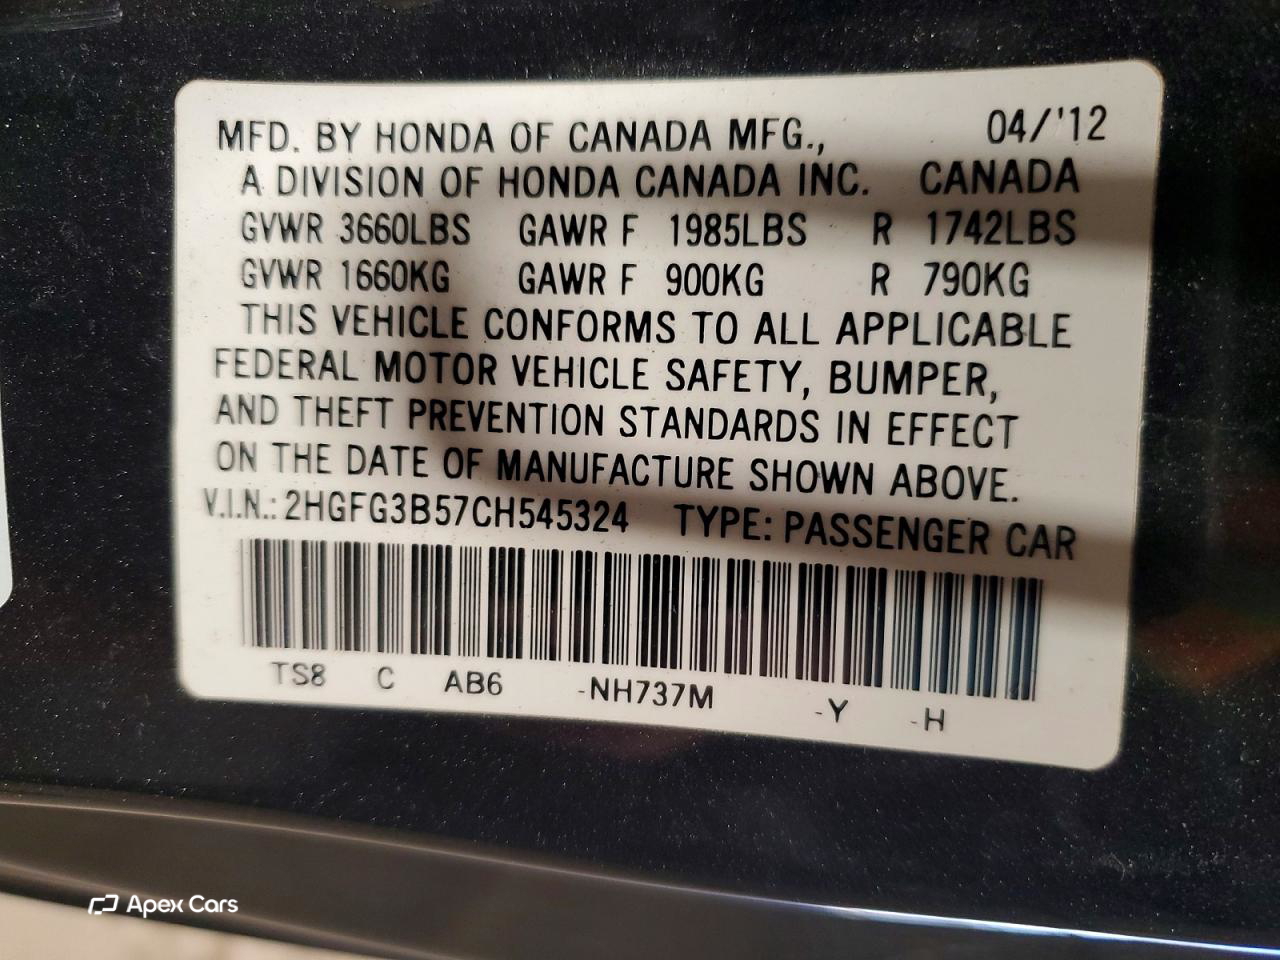 MFD. BY HONDA OF CANADA MFG., 04/'12
A DIVISION OF HONDA CANADA INC. CANADA
GVWR 3660LBS GAWR F 1985LBS R 1742LBS
GVWR 1660KG GAWR F 900KG R 790KG
THIS VEHICLE CONFORMS TO ALL APPLICABLE
FEDERAL MOTOR VEHICLE SAFETY, BUMPER,
AND THEFT PREVENTION STANDARDS IN EFFECT
ON THE DATE OF MANUFACTURE SHOWN ABOVE.
V.I.N.: 2HGFG3B57CH545324 TYPE: PASSENGER CAR
TS8 C AB6 -NH737M -Y -H
Apex Cars